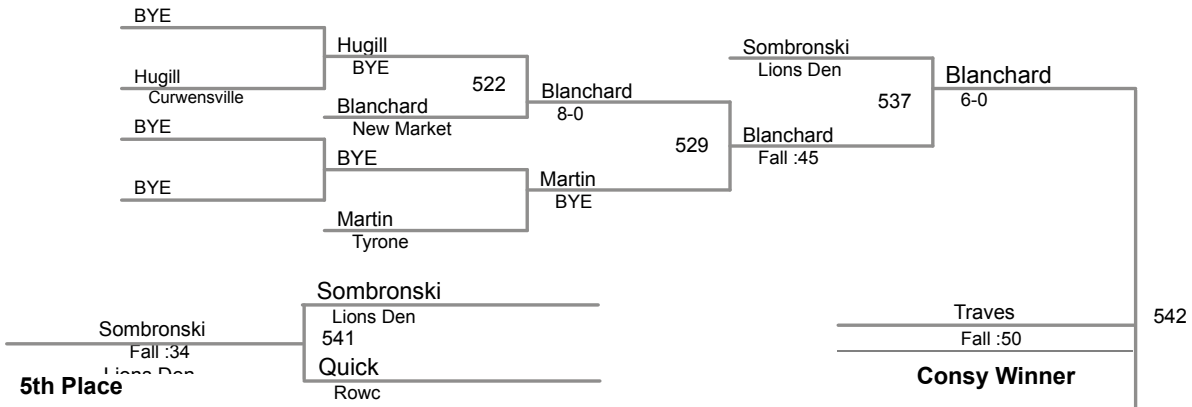 BYE
Hugill
Curwensville
BYE
BYE
Hugill
BYE
Blanchard
New Market
BYE
Martin
Tyrone
522
Blanchard
8-0
Martin
BYE
529
Sombronski
Lions Den
Blanchard
Fall :45
537
Blanchard
6-0
Sombronski
Lions Den
541
Quick
Rowc
Sombronski
Fall :34
Lions Den
5th Place
Traves
Fall :50
542
Consy Winner